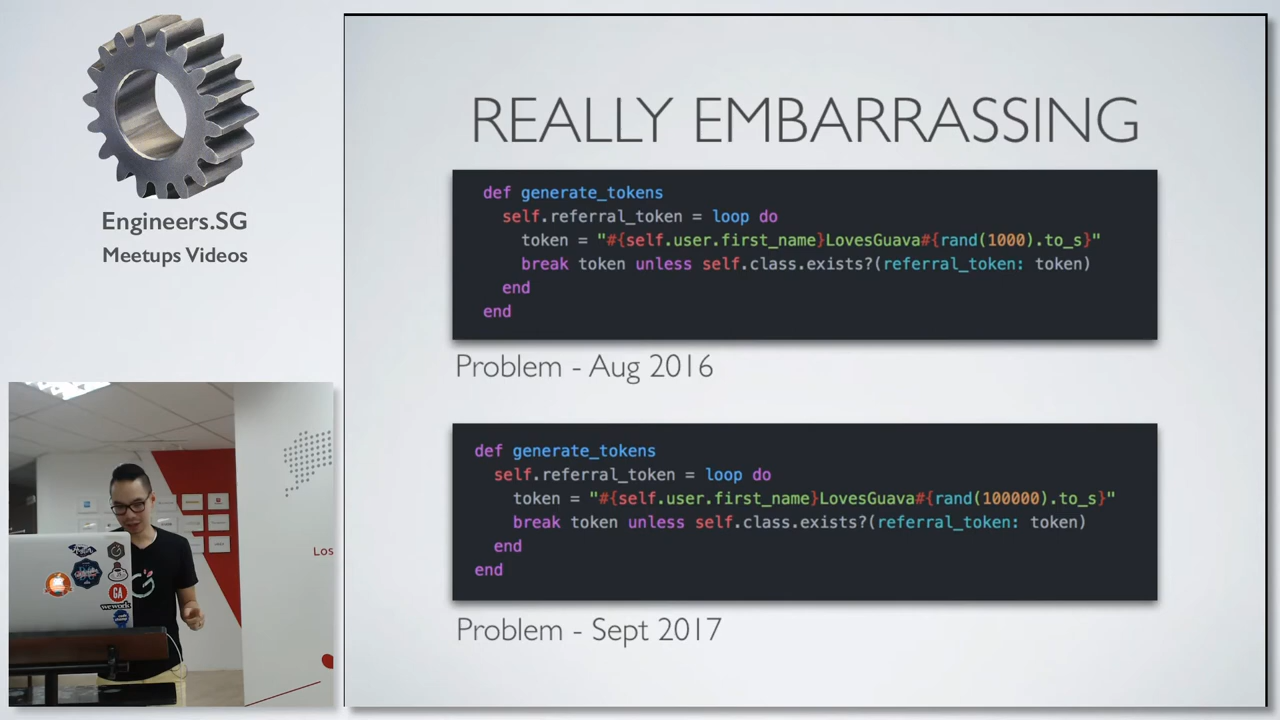 Engineers.SG
Meetups Videos
REALLY EMBARRASSING
def generate_tokens
self.referral_token = loop do
token = "#{self.user.first_name}LovesGuava#{rand(1000).to_s}"
break token unless self.class.exists?(referral_token: token)
end
end
Problem - Aug 2016
def generate_tokens
self.referral_token = loop do
token = "#{self.user.first_name}LovesGuava#{rand(100000).to_s}"
break token unless self.class.exists?(referral_token: token)
end
end
Problem - Sept 2017
Los
GA
wework